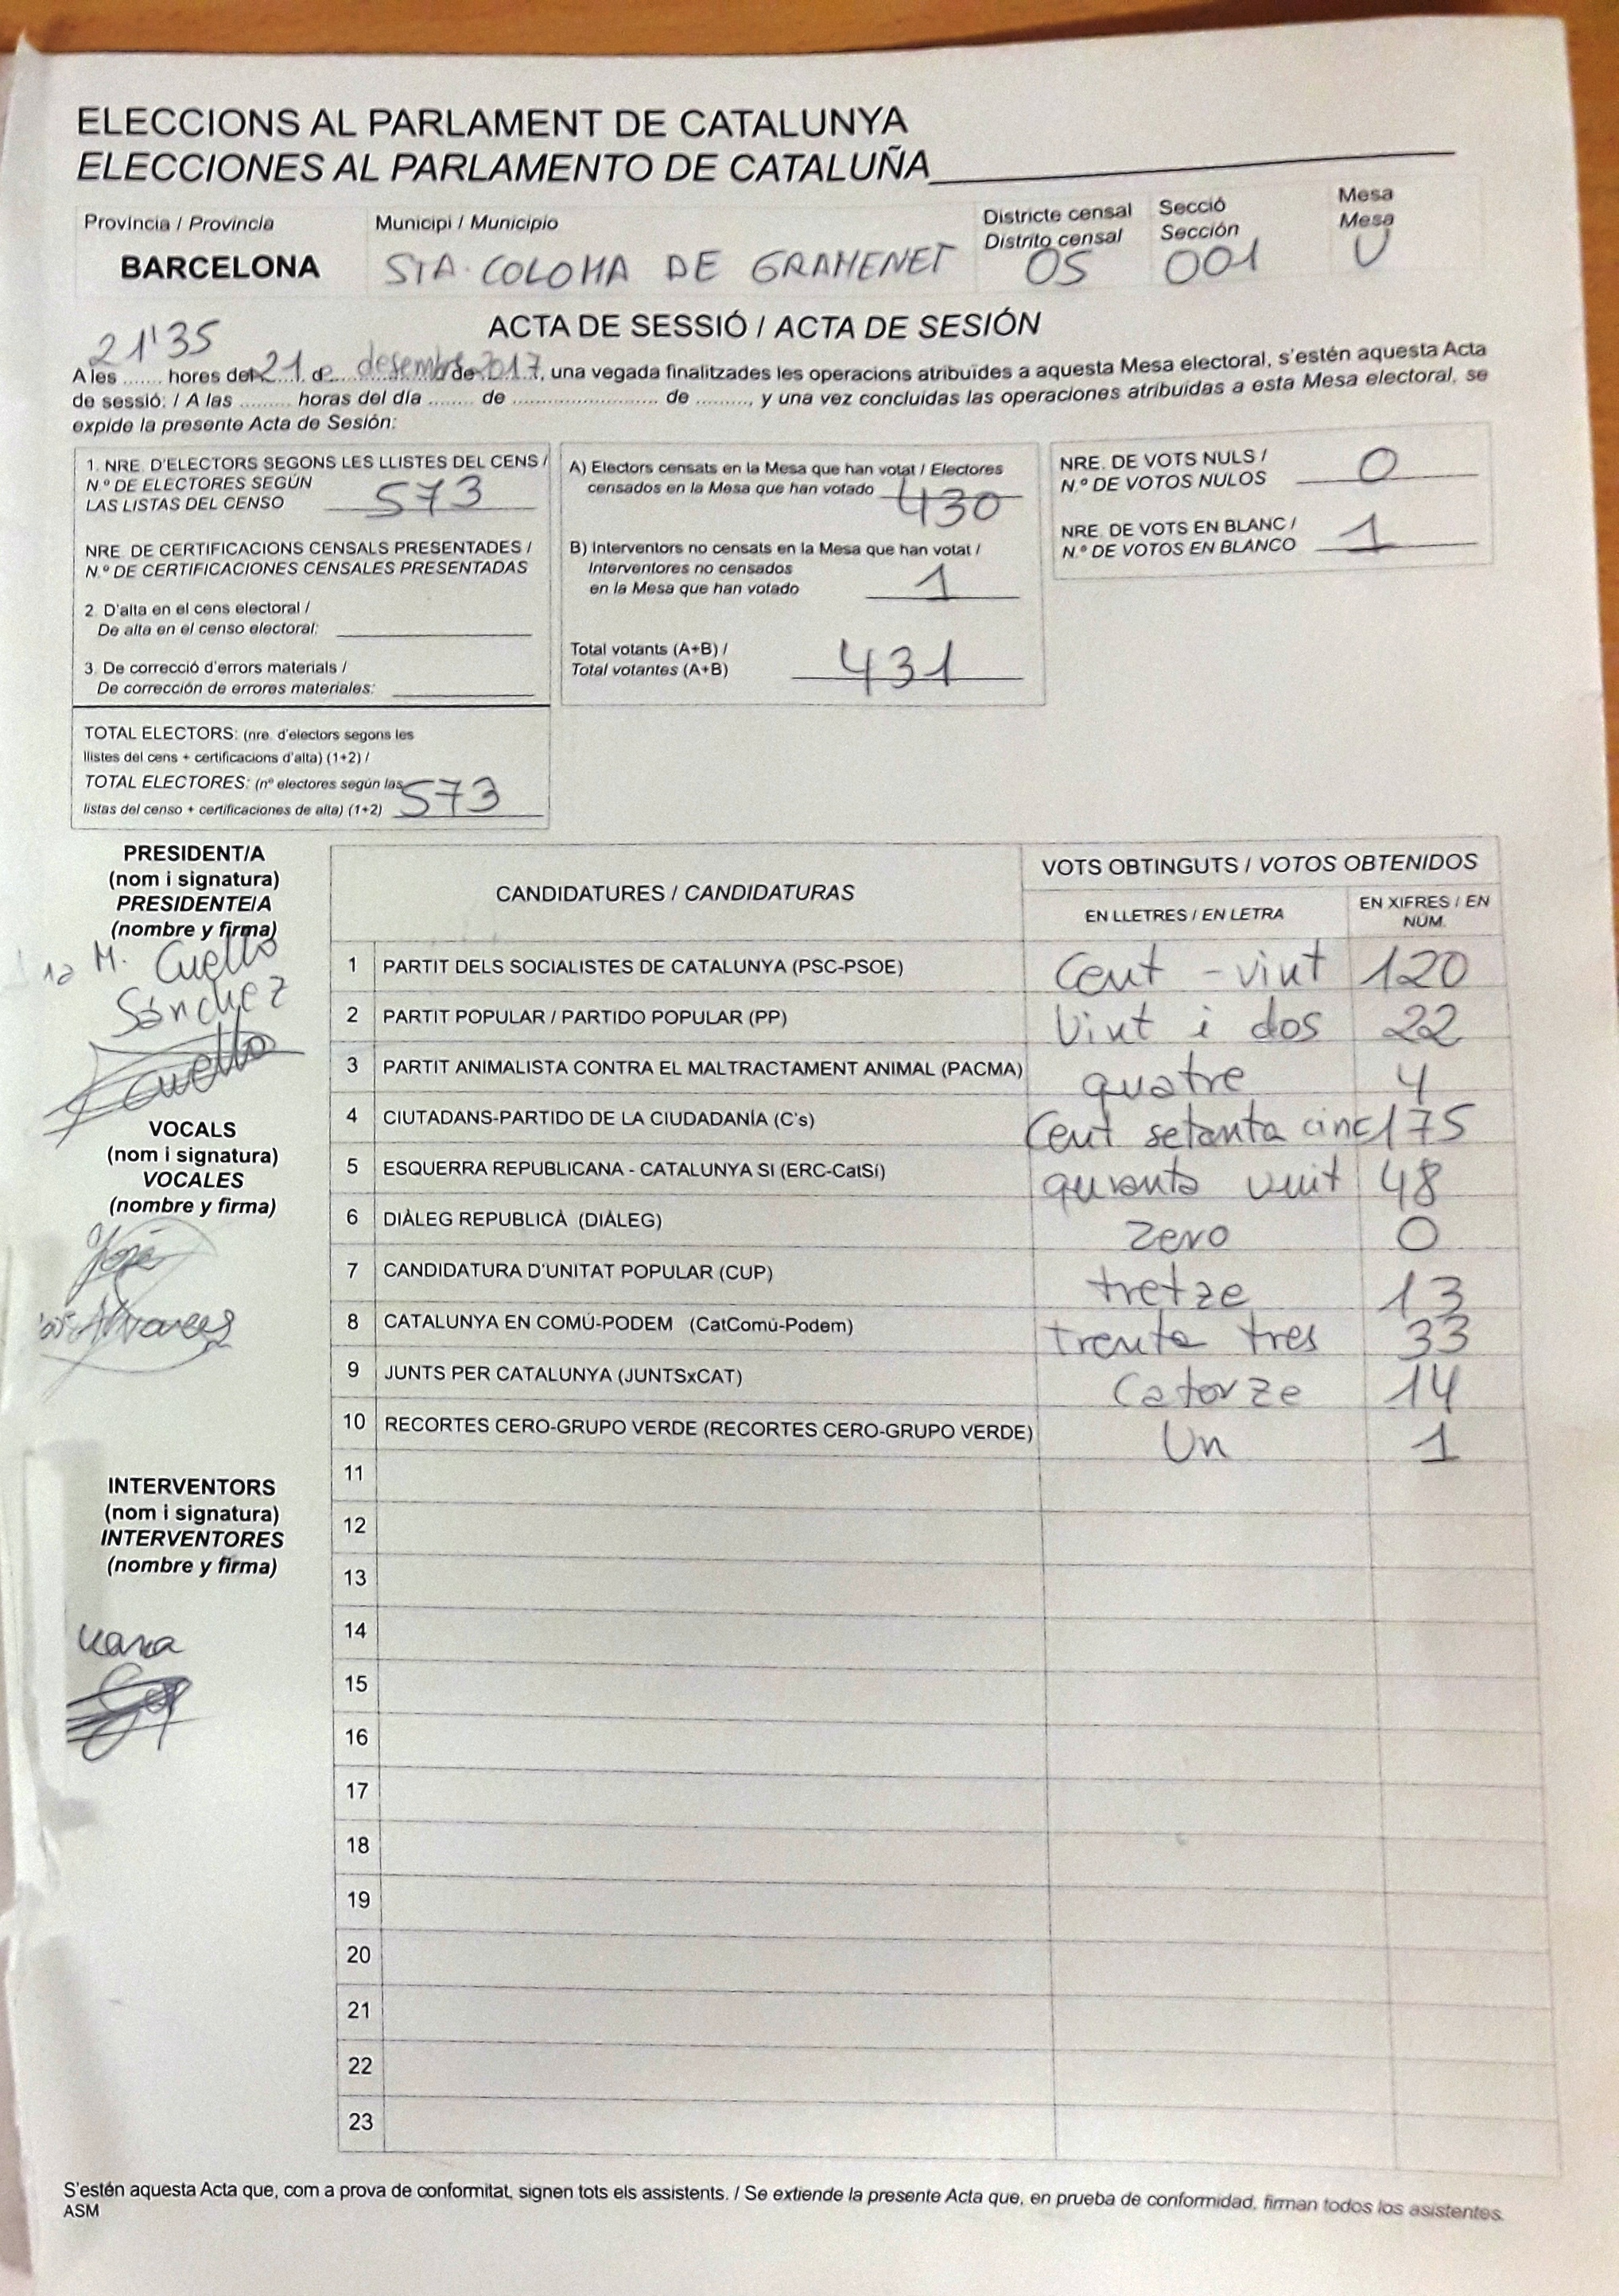 ELECCIONS AL PARLAMENT DE CATALUNYA
ELECCIONES AL PARLAMENTO DE CATALUÑA
Província / Provincia
BARCELONA
Municipi / Municipio
STA. COLOMA DE GRAMENET
Districte censal
Distrito censal
05
Secció
Sección
001
Mesa
Mesa
U
ACTA DE SESSIÓ / ACTA DE SESIÓN
21'35
A les ....... hores del 21 de desembre de 2017, una vegada finalitzades les operacions atribuïdes a aquesta Mesa electoral, s'estén aquesta Acta
de sessió: / A las ......... horas del día ........ de ........................ de ........., y una vez concluidas las operaciones atribuidas a esta Mesa electoral, se
expide la presente Acta de Sesión:
1. NRE. D'ELECTORS SEGONS LES LLISTES DEL CENS /
N.º DE ELECTORES SEGÚN
LAS LISTAS DEL CENSO 573
NRE. DE CERTIFICACIONS CENSALS PRESENTADES /
N.º DE CERTIFICACIONES CENSALES PRESENTADAS
2. D'alta en el cens electoral /
De alta en el censo electoral:
3. De correcció d'errors materials /
De corrección de errores materiales:
TOTAL ELECTORS: (nre. d'electors segons les
llistes del cens + certificacions d'alta) (1+2) /
TOTAL ELECTORES: (nº electores según las
listas del censo + certificaciones de alta) (1+2) 573
A) Electors censats en la Mesa que han votat / Electores
censados en la Mesa que han votado 430
B) Interventors no censats en la Mesa que han votat /
Interventores no censados
en la Mesa que han votado 1
Total votants (A+B) /
Total votantes (A+B) 431
NRE. DE VOTS NULS /
N.º DE VOTOS NULOS 0
NRE. DE VOTS EN BLANC /
N.º DE VOTOS EN BLANCO 1
PRESIDENT/A
(nom i signatura)
PRESIDENTE/A
(nombre y firma)
M. Cuello
Sánchez
Cuello
VOCALS
(nom i signatura)
VOCALES
(nombre y firma)
José
INTERVENTORS
(nom i signatura)
INTERVENTORES
(nombre y firma)
CANDIDATURES / CANDIDATURAS
VOTS OBTINGUTS / VOTOS OBTENIDOS
EN LLETRES / EN LETRA
EN XIFRES / EN
NÚM.
1 PARTIT DELS SOCIALISTES DE CATALUNYA (PSC-PSOE) Cent - vint 120
2 PARTIT POPULAR / PARTIDO POPULAR (PP) Vint i dos 22
3 PARTIT ANIMALISTA CONTRA EL MALTRACTAMENT ANIMAL (PACMA) quatre 4
4 CIUTADANS-PARTIDO DE LA CIUDADANÍA (C's) Cent setanta cinc 175
5 ESQUERRA REPUBLICANA - CATALUNYA SI (ERC-CatSí) quranta vuit 48
6 DIÀLEG REPUBLICÀ (DIÀLEG) zero 0
7 CANDIDATURA D'UNITAT POPULAR (CUP) tretze 13
8 CATALUNYA EN COMÚ-PODEM (CatComú-Podem) trenta tres 33
9 JUNTS PER CATALUNYA (JUNTSxCAT) Catorze 14
10 RECORTES CERO-GRUPO VERDE (RECORTES CERO-GRUPO VERDE) Un 1
11
12
13
14
15
16
17
18
19
20
21
22
23
S'estén aquesta Acta que, com a prova de conformitat, signen tots els assistents. / Se extiende la presente Acta que, en prueba de conformidad, firman todos los asistentes.
ASM